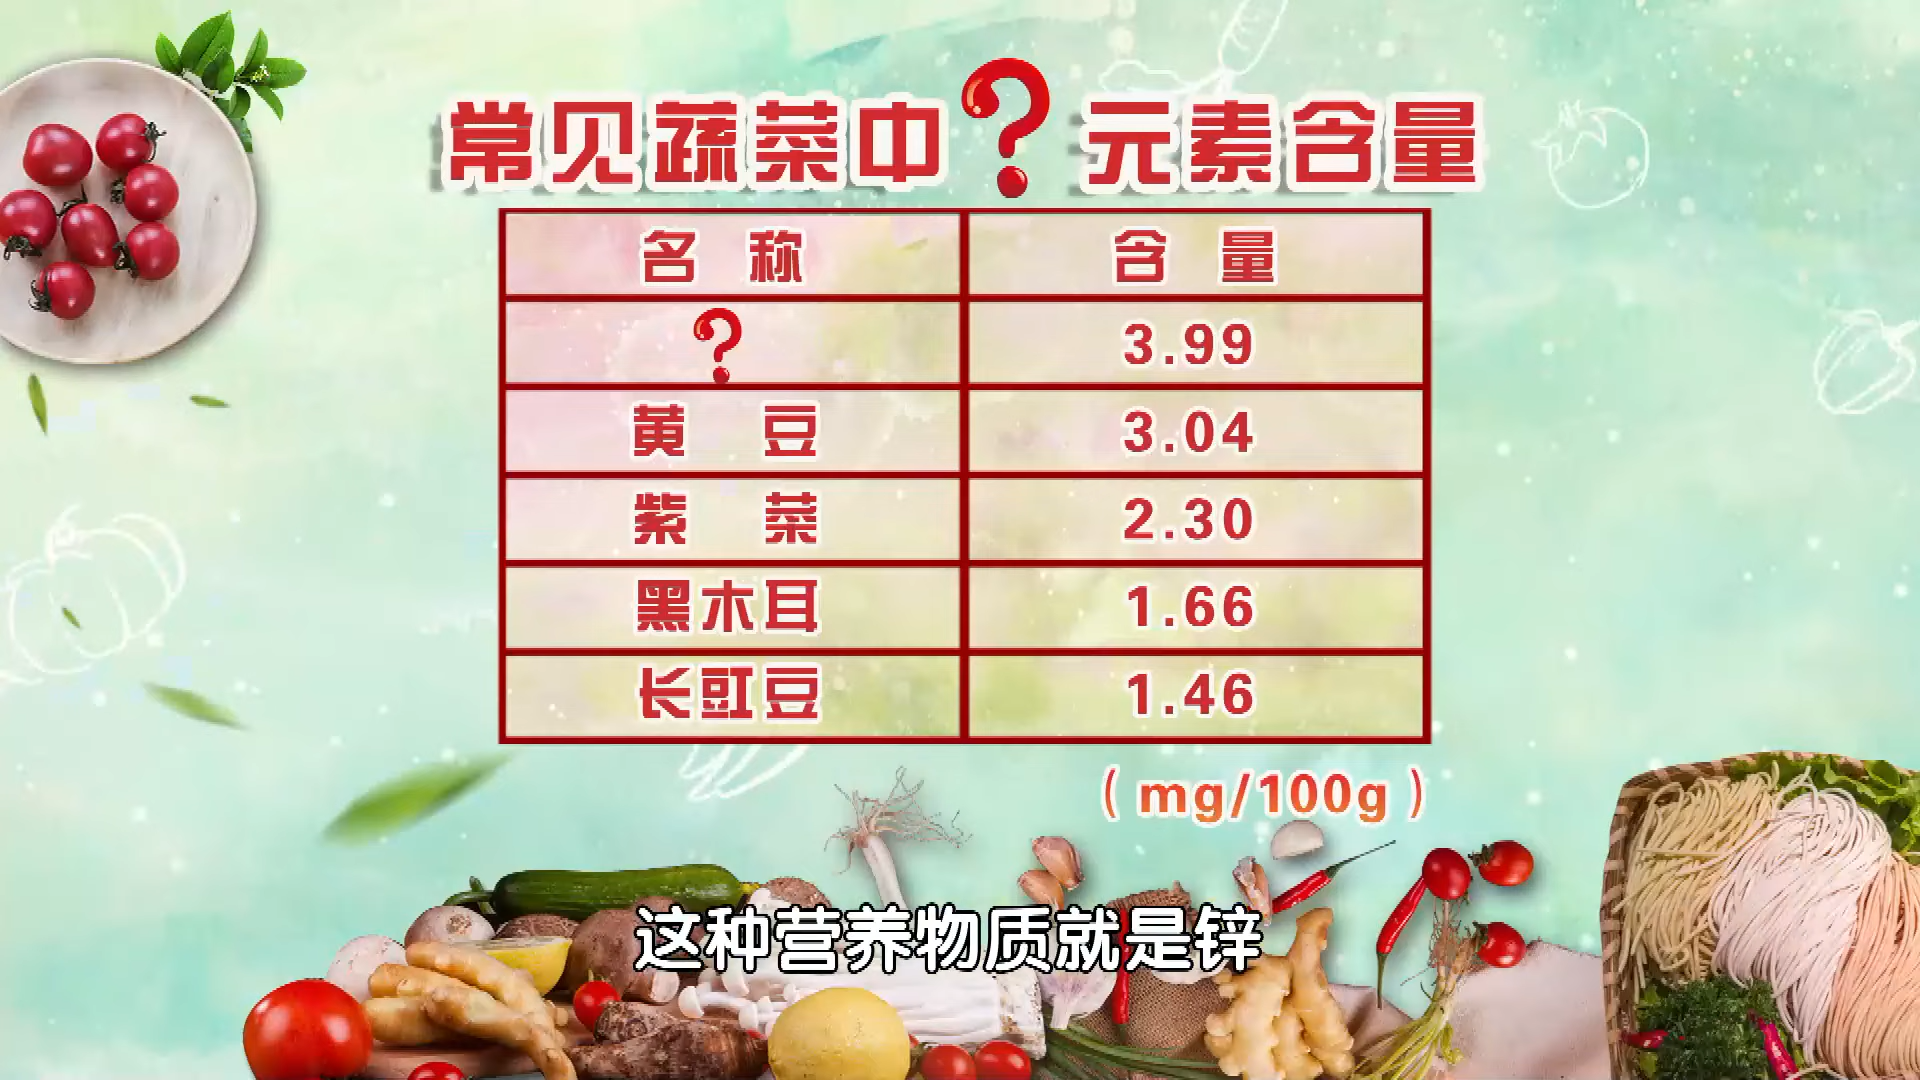 常见蔬菜中?元素含量
名称 含量
? 3.99
黄豆 3.04
紫菜 2.30
黑木耳 1.66
长豇豆 1.46
(mg/100g)
这种营养物质就是锌